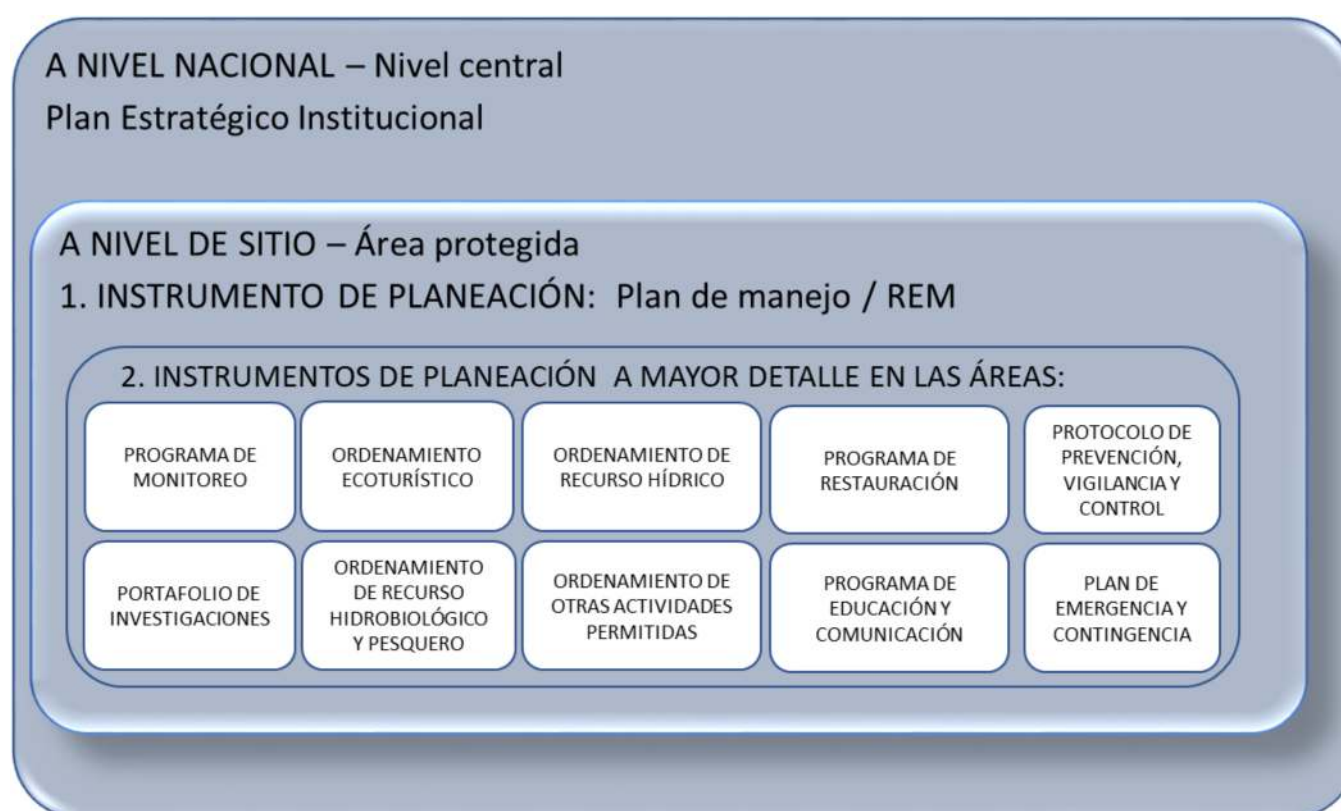 A NIVEL NACIONAL – Nivel central
Plan Estratégico Institucional
A NIVEL DE SITIO – Área protegida
1. INSTRUMENTO DE PLANEACIÓN: Plan de manejo / REM
2. INSTRUMENTOS DE PLANEACIÓN A MAYOR DETALLE EN LAS ÁREAS:
PROGRAMA DE
MONITOREO
ORDENAMIENTO
ECOTURÍSTICO
ORDENAMIENTO DE
RECURSO HÍDRICO
PROGRAMA DE
RESTAURACIÓN
PROTOCOLO DE
PREVENCIÓN,
VIGILANCIA Y
CONTROL
PORTAFOLIO DE
INVESTIGACIONES
ORDENAMIENTO
DE RECURSO
HIDROBIOLÓGICO
Y PESQUERO
ORDENAMIENTO DE
OTRAS ACTIVIDADES
PERMITIDAS
PROGRAMA DE
EDUCACIÓN Y
COMUNICACIÓN
PLAN DE
EMERGENCIA Y
CONTINGENCIA